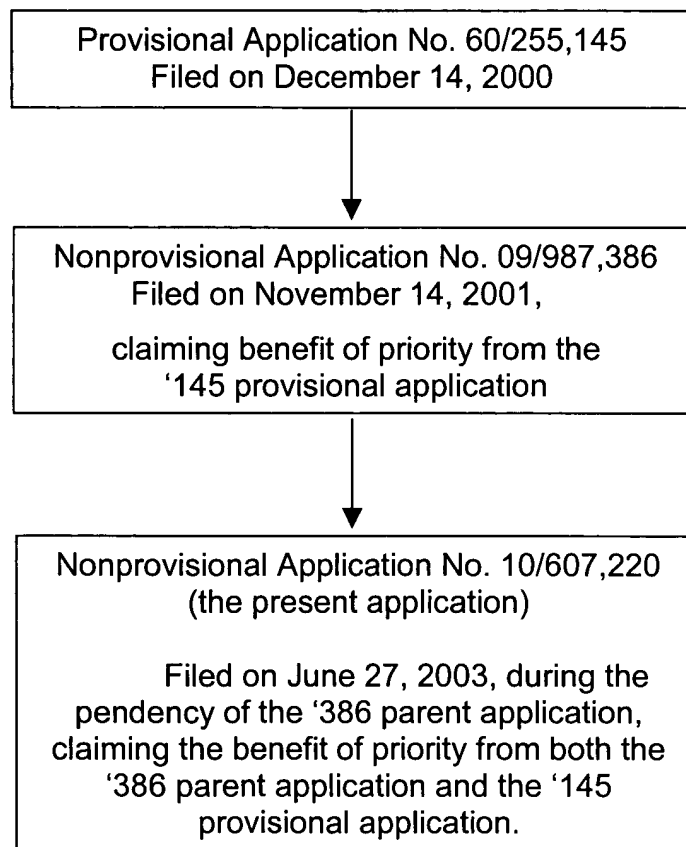 Provisional Application No. 60/255,145
Filed on December 14, 2000
Nonprovisional Application No. 09/987,386
Filed on November 14, 2001,
claiming benefit of priority from the
‘145 provisional application
Nonprovisional Application No. 10/607,220
(the present application)
Filed on June 27, 2003, during the
pendency of the ‘386 parent application,
claiming the benefit of priority from both the
‘386 parent application and the ‘145
provisional application.